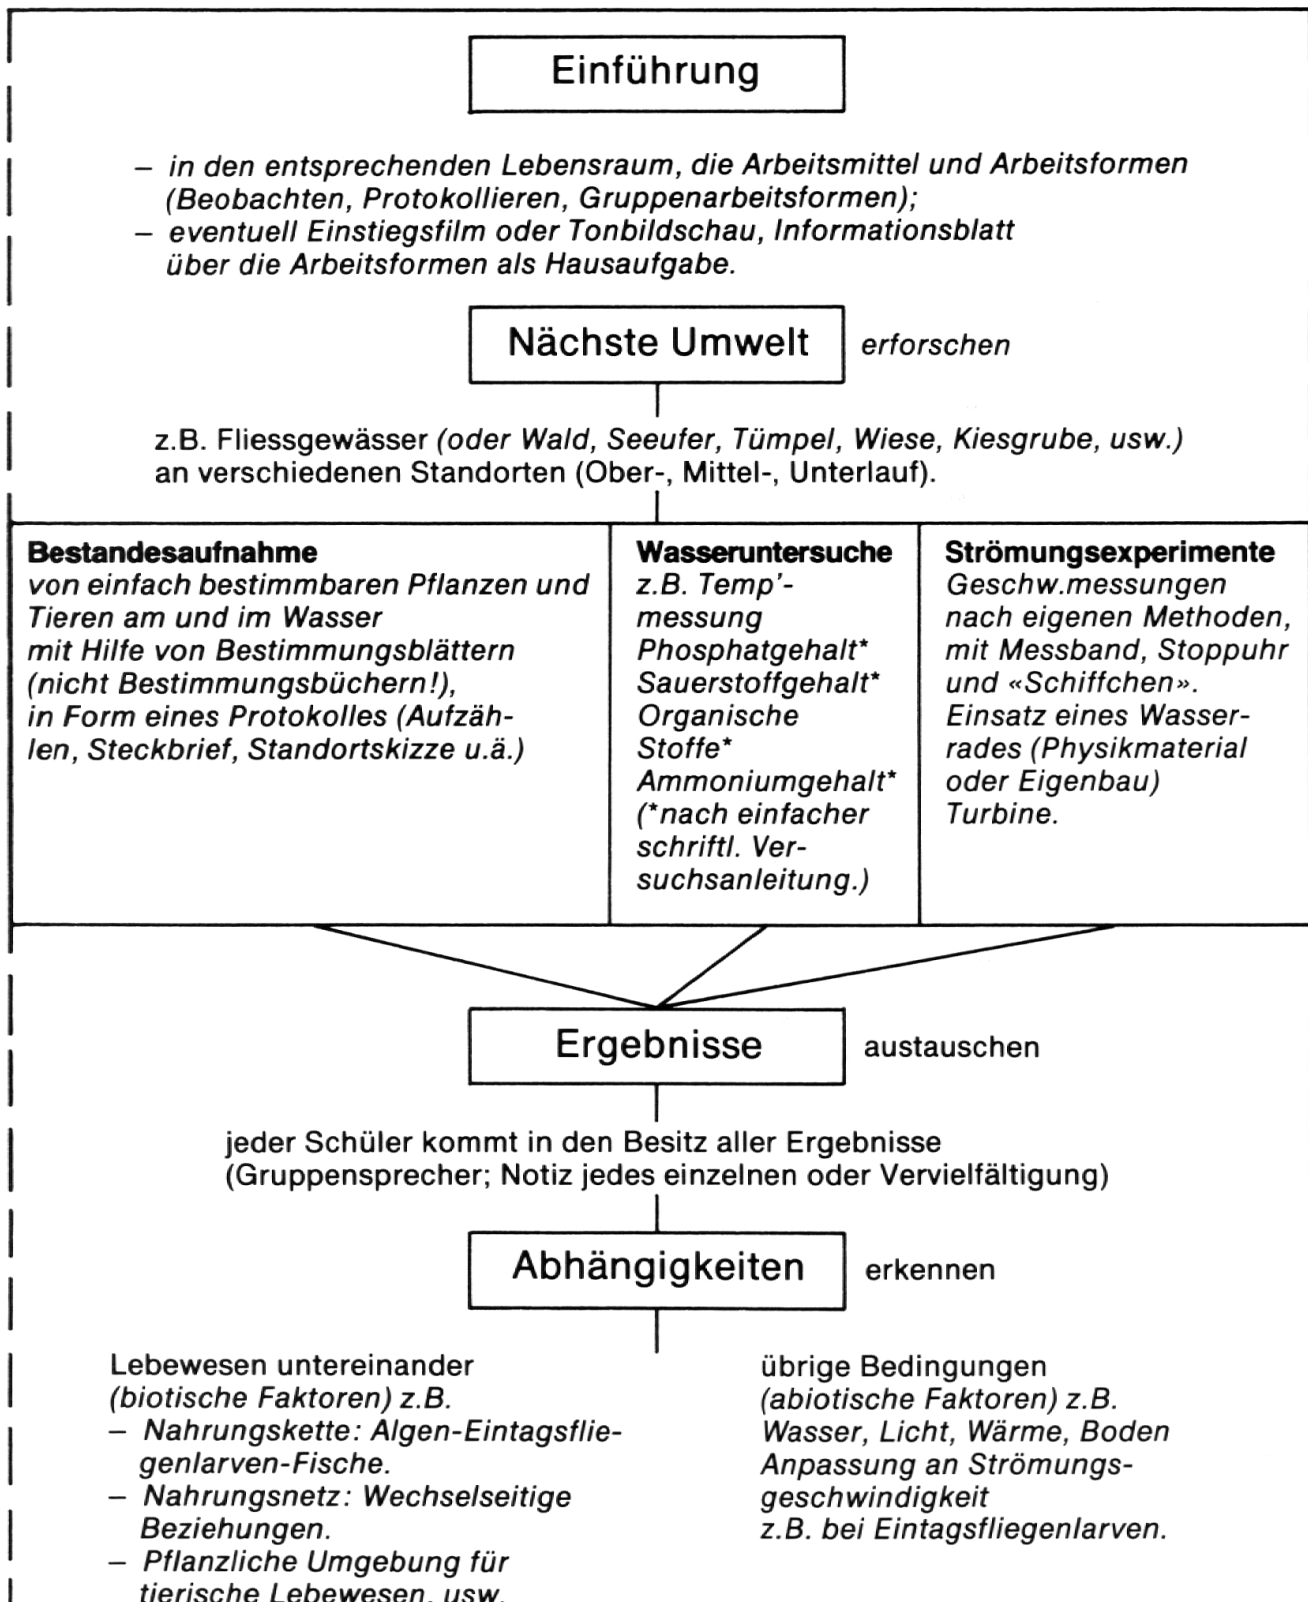 Einführung
– in den entsprechenden Lebensraum, die Arbeitsmittel und Arbeitsformen
(Beobachten, Protokollieren, Gruppenarbeitsformen);
– eventuell Einstiegsfilm oder Tonbildschau, Informationsblatt
über die Arbeitsformen als Hausaufgabe.
Nächste Umwelt erforschen
z.B. Fliessgewässer (oder Wald, Seeufer, Tümpel, Wiese, Kiesgrube, usw.)
an verschiedenen Standorten (Ober-, Mittel-, Unterlauf).
Bestandesaufnahme
von einfach bestimmbaren Pflanzen und
Tieren am und im Wasser
mit Hilfe von Bestimmungsblättern
(nicht Bestimmungsbüchern!),
in Form eines Protokolles (Aufzäh-
len, Steckbrief, Standortskizze u.ä.)
Wasseruntersuche
z.B. Temp'-
messung
Phosphatgehalt*
Sauerstoffgehalt*
Organische
Stoffe*
Ammoniumgehalt*
(*nach einfacher
schriftl. Ver-
suchsanleitung.)
Strömungsexperimente
Geschw.messungen
nach eigenen Methoden,
mit Messband, Stoppuhr
und «Schiffchen».
Einsatz eines Wasser-
rades (Physikmaterial
oder Eigenbau)
Turbine.
Ergebnisse austauschen
jeder Schüler kommt in den Besitz aller Ergebnisse
(Gruppensprecher; Notiz jedes einzelnen oder Vervielfältigung)
Abhängigkeiten erkennen
Lebewesen untereinander
(biotische Faktoren) z.B.
– Nahrungskette: Algen-Eintagsflie-
genlarven-Fische.
– Nahrungsnetz: Wechselseitige
Beziehungen.
– Pflanzliche Umgebung für
tierische Lebewesen, usw.
übrige Bedingungen
(abiotische Faktoren) z.B.
Wasser, Licht, Wärme, Boden
Anpassung an Strömungs-
geschwindigkeit
z.B. bei Eintagsfliegenlarven.